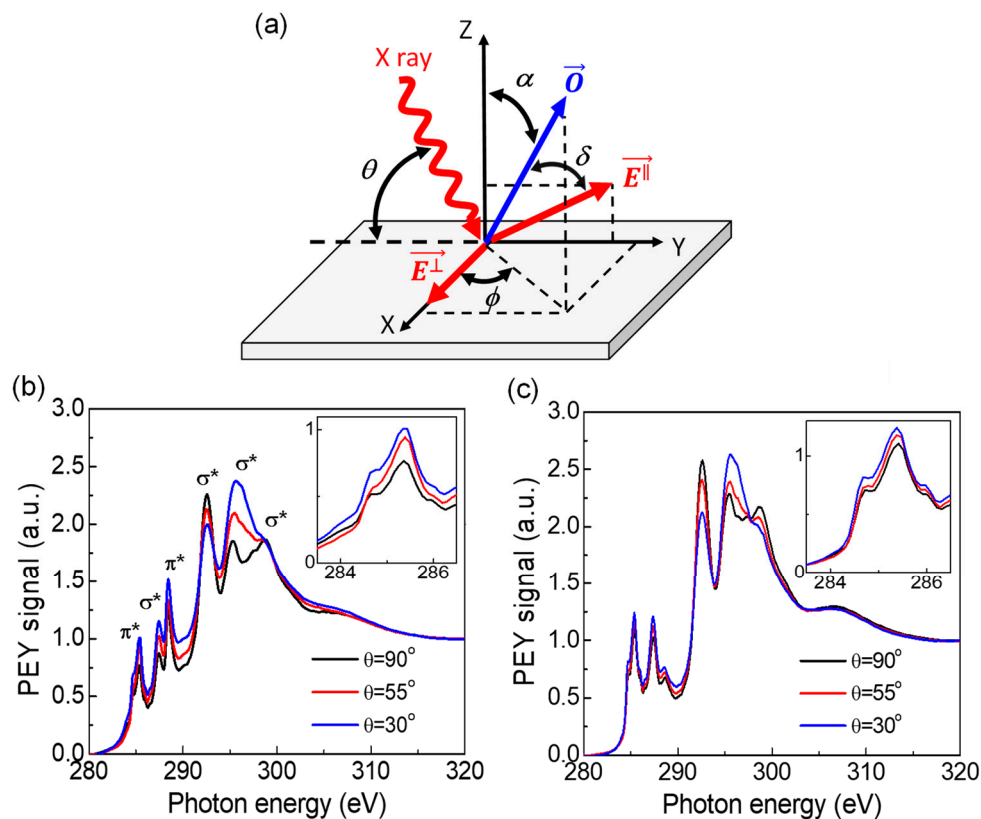 (a)
Z
X ray
α
O
θ
δ
E∥
E⊥
Y
X
ϕ
(b)
PEY signal (a.u.)
3.0
2.5
2.0
1.5
1.0
0.5
0.0
π*
σ*
π*
σ*
σ*
σ*
1
0
284 286
θ=90°
θ=55°
θ=30°
280 290 300 310 320
Photon energy (eV)
(c)
PEY signal (a.u.)
3.0
2.5
2.0
1.5
1.0
0.5
0.0
1
0
284 286
θ=90°
θ=55°
θ=30°
280 290 300 310 320
Photon energy (eV)